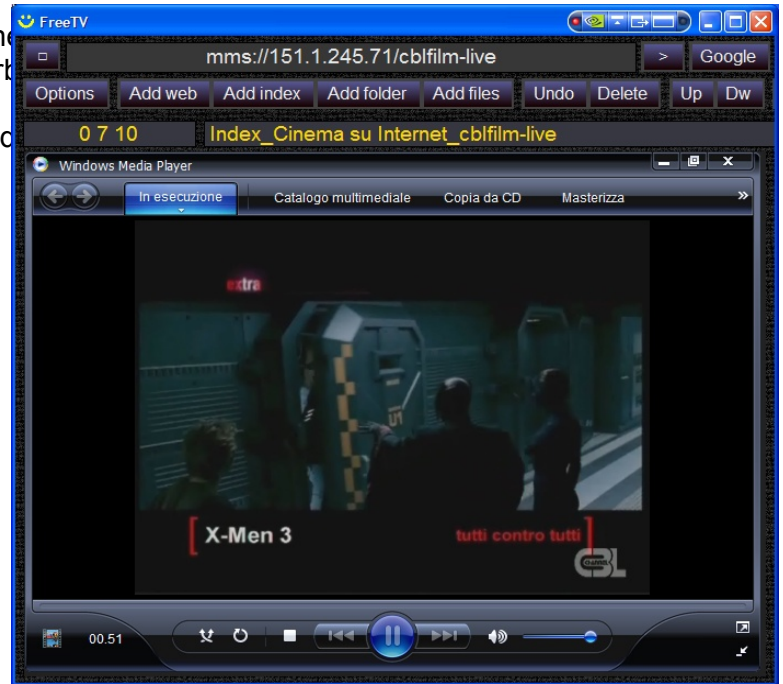 FreeTV
mms://151.1.245.71/cblfilm-live > Google
Options Add web Add index Add folder Add files Undo Delete Up Dw
0 7 10 Index_Cinema su Internet_cblfilm-live
Windows Media Player
In esecuzione Catalogo multimediale Copia da CD Masterizza »
extra
U1
X-Men 3 tutti contro tutti
CHANNEL
CBL
00.51